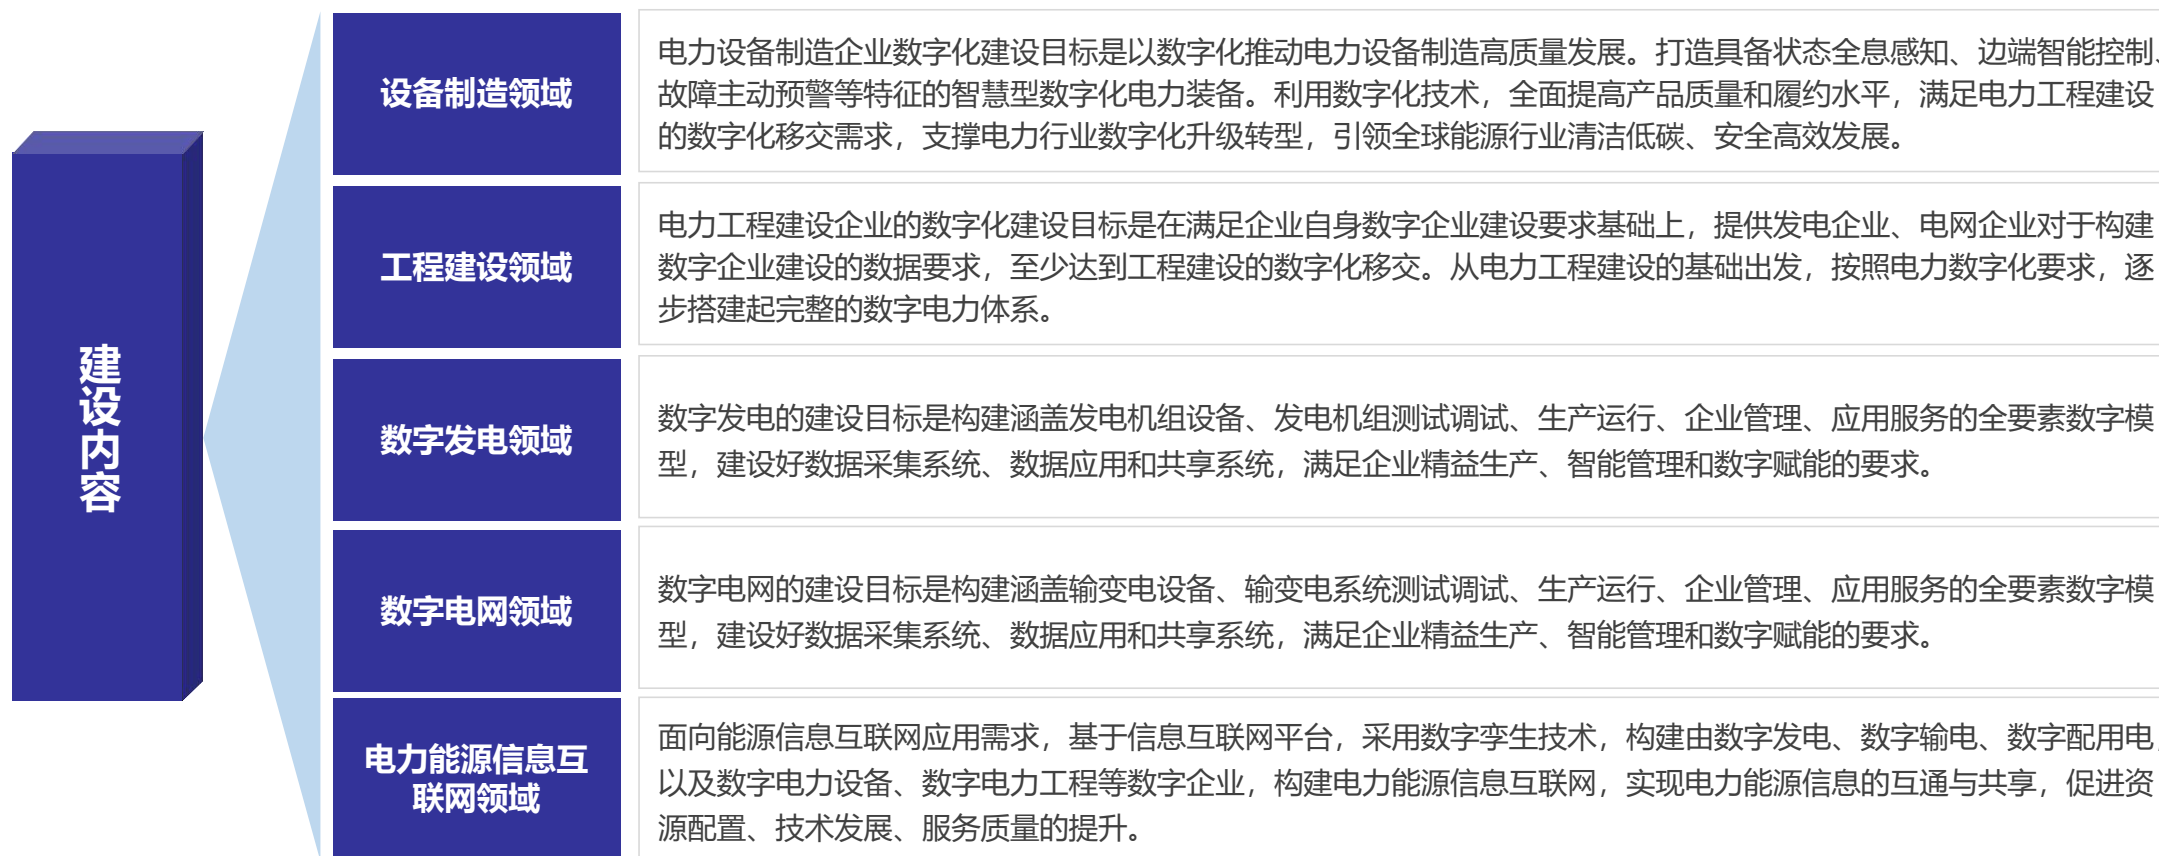 建设内容
设备制造领域
电力设备制造企业数字化建设目标是以数字化推动电力设备制造高质量发展。打造具备状态全息感知、边端智能控制、
故障主动预警等特征的智慧型数字化电力装备。利用数字化技术，全面提高产品质量和履约水平，满足电力工程建设
的数字化移交需求，支撑电力行业数字化升级转型，引领全球能源行业清洁低碳、安全高效发展。
工程建设领域
电力工程建设企业的数字化建设目标是在满足企业自身数字企业建设要求基础上，提供发电企业、电网企业对于构建
数字企业建设的数据要求，至少达到工程建设的数字化移交。从电力工程建设的基础出发，按照电力数字化要求，逐
步搭建起完整的数字电力体系。
数字发电领域
数字发电的建设目标是构建涵盖发电机组设备、发电机组测试调试、生产运行、企业管理、应用服务的全要素数字模
型，建设好数据采集系统、数据应用和共享系统，满足企业精益生产、智能管理和数字赋能的要求。
数字电网领域
数字电网的建设目标是构建涵盖输变电设备、输变电系统测试调试、生产运行、企业管理、应用服务的全要素数字模
型，建设好数据采集系统、数据应用和共享系统，满足企业精益生产、智能管理和数字赋能的要求。
电力能源信息互
联网领域
面向能源信息互联网应用需求，基于信息互联网平台，采用数字孪生技术，构建由数字发电、数字输电、数字配用电，
以及数字电力设备、数字电力工程等数字企业，构建电力能源信息互联网，实现电力能源信息的互通与共享，促进资
源配置、技术发展、服务质量的提升。